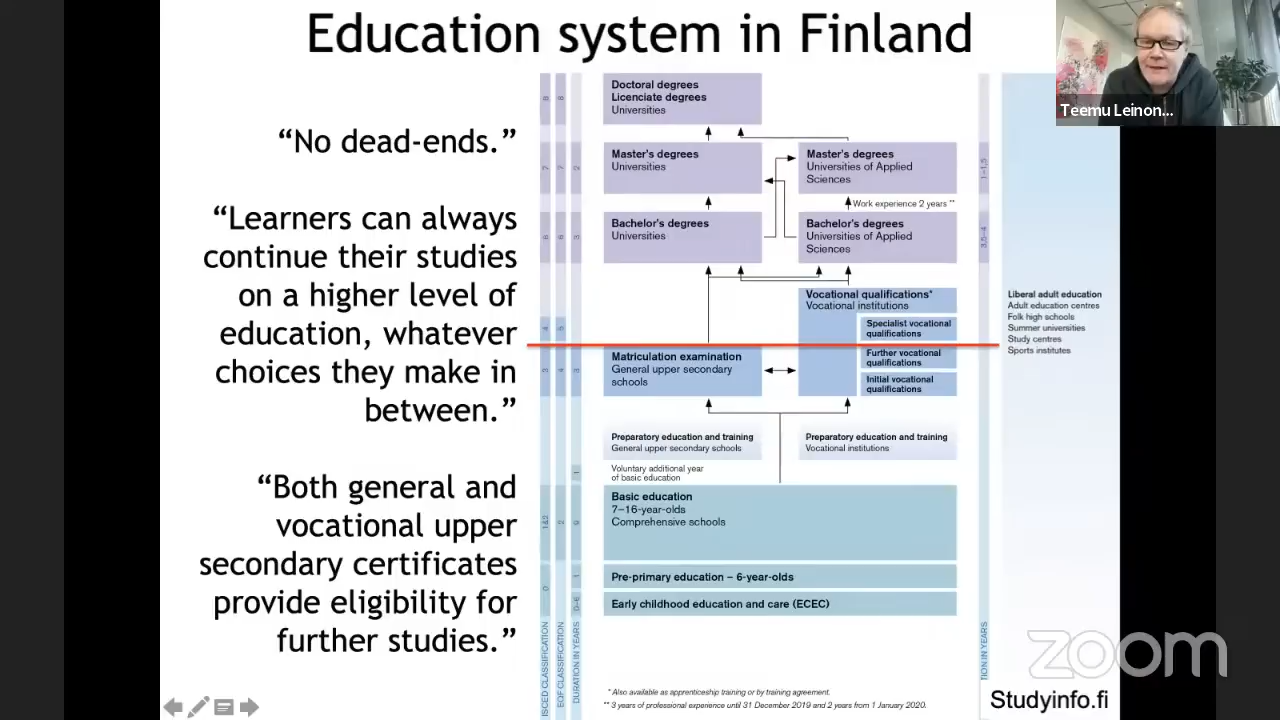 Education system in Finland
“No dead-ends.”
“Learners can always
continue their studies
on a higher level of
education, whatever
choices they make in
between.”
“Both general and
vocational upper
secondary certificates
provide eligibility for
further studies.”
Doctoral degrees
Licenciate degrees
Universities
Master's degrees
Universities
Master's degrees
Universities of Applied
Sciences
Work experience 2 years **
Bachelor's degrees
Universities
Bachelor's degrees
Universities of Applied
Sciences
Vocational qualifications*
Vocational institutions
Specialist vocational
qualifications
Further vocational
qualifications
Initial vocational
qualifications
Matriculation examination
General upper secondary
schools
Preparatory education and training
General upper secondary schools
Preparatory education and training
Vocational institutions
Voluntary additional year
of basic education
Basic education
7–16-year-olds
Comprehensive schools
Pre-primary education – 6-year-olds
Early childhood education and care (ECEC)
ISCED CLASSIFICATION
EQF CLASSIFICATION
DURATION IN YEARS
Liberal adult education
Adult education centres
Folk high schools
Summer universities
Study centres
Sports institutes
* Also available as apprenticeship training or by training agreement.
** 3 years of professional experience until 31 December 2019 and 2 years from 1 January 2020.
Studyinfo.fi
Teemu Leinon...
zoom